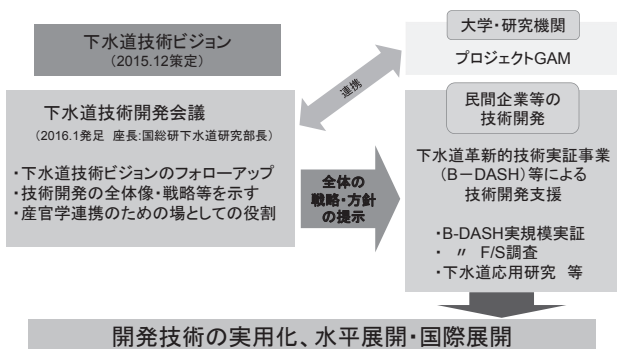 下水道技術ビジョン
(2015.12策定)
下水道技術開発会議
(2016.1発足 座長:国総研下水道研究部長)
・下水道技術ビジョンのフォローアップ
・技術開発の全体像・戦略等を示す
・産官学連携のための場としての役割
連携
全体の
戦略・方針
の提示
大学・研究機関
プロジェクトGAM
民間企業等の
技術開発
下水道革新的技術実証事業
(B-DASH)等による
技術開発支援
・B-DASH実規模実証
・ 〃 F/S調査
・下水道応用研究 等
開発技術の実用化、水平展開・国際展開